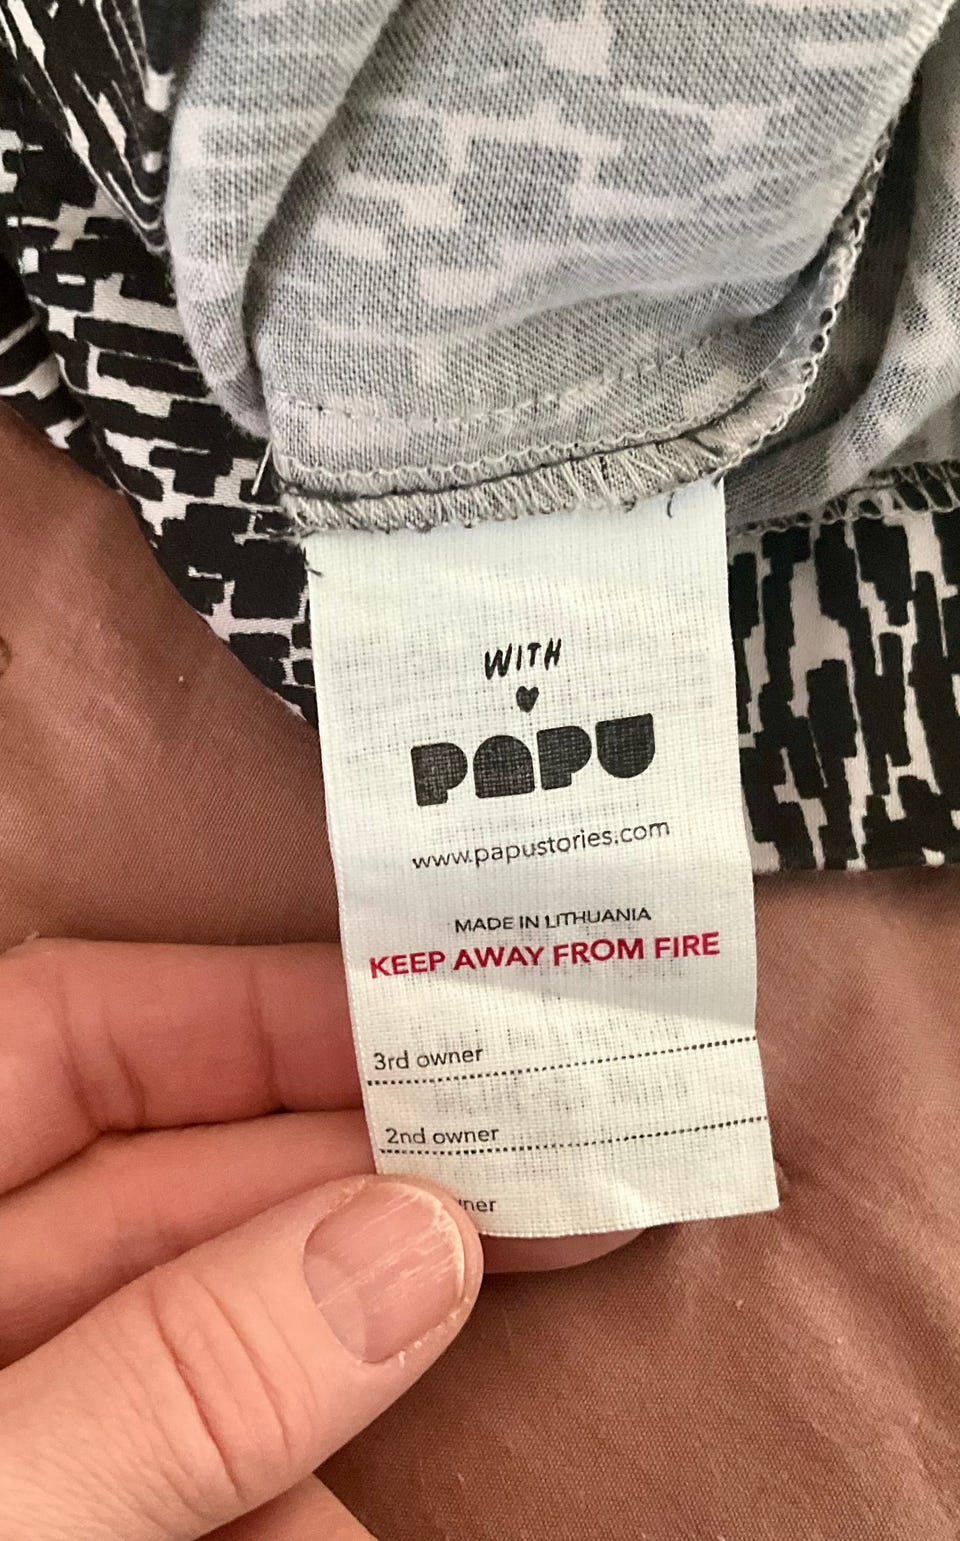 WITH
PAPU
www.papustories.com
MADE IN LITHUANIA
KEEP AWAY FROM FIRE
3rd owner
2nd owner